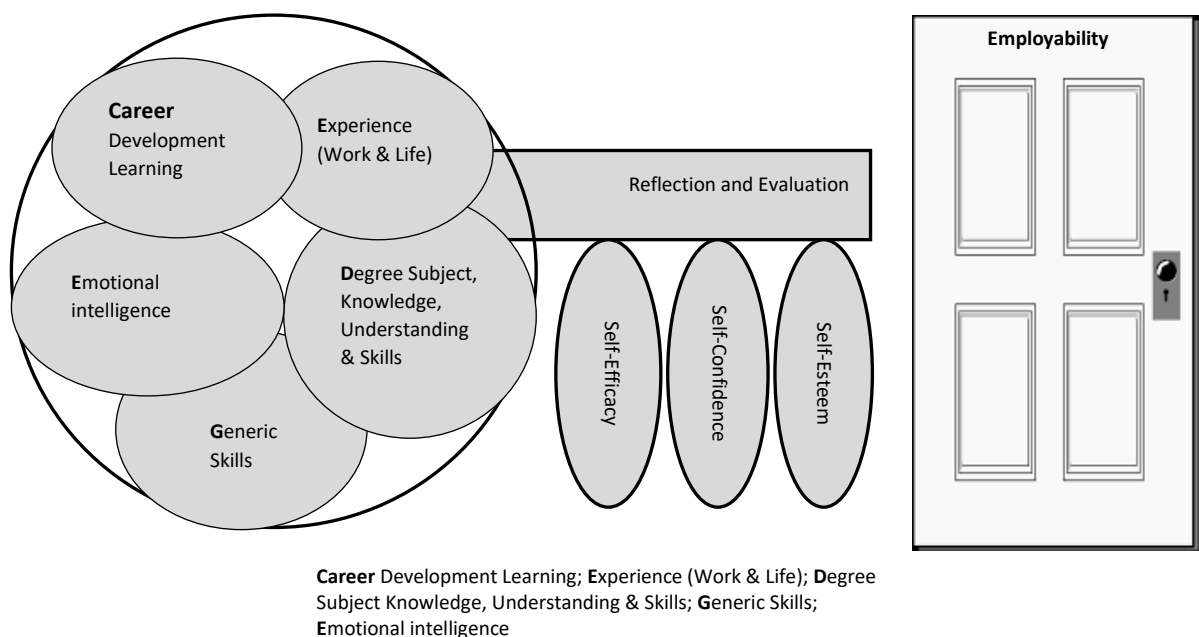 Employability
Career
Development
Learning
Experience
(Work & Life)
Reflection and Evaluation
Emotional
intelligence
Degree Subject,
Knowledge,
Understanding
& Skills
Generic
Skills
Self-Efficacy
Self-Confidence
Self-Esteem
Career Development Learning; Experience (Work & Life); Degree
Subject Knowledge, Understanding & Skills; Generic Skills;
Emotional intelligence